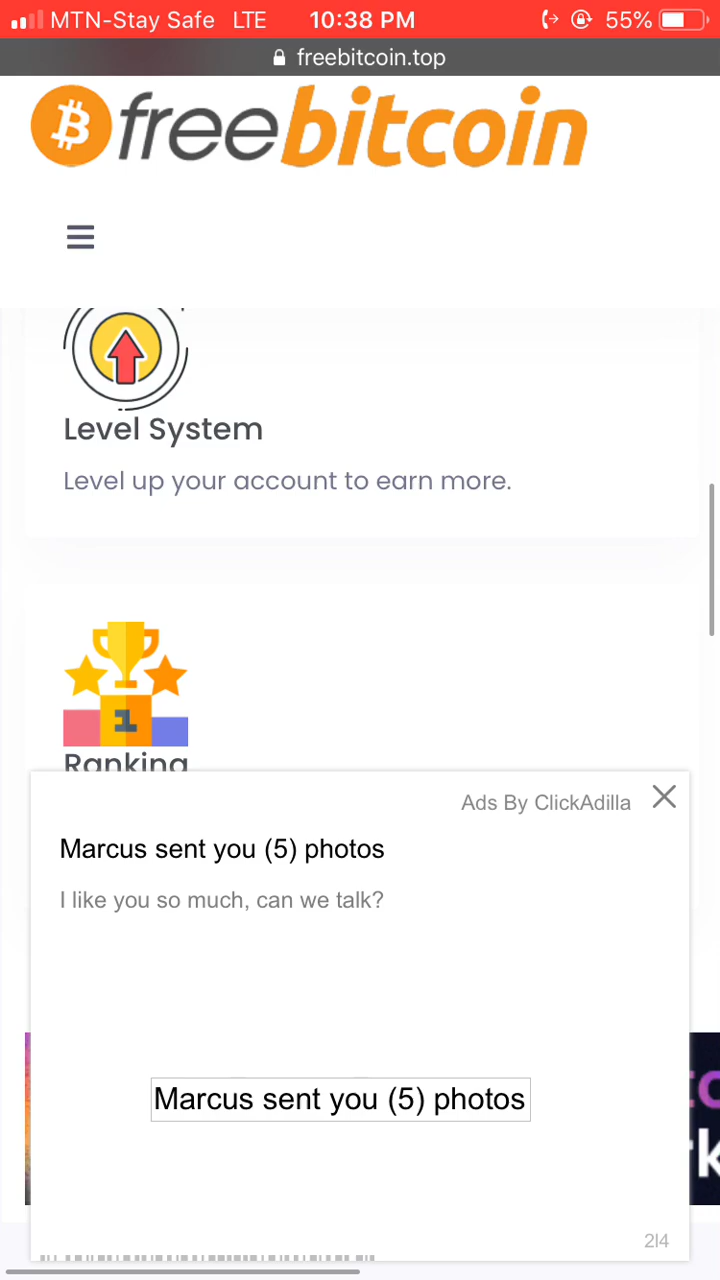 MTN-Stay Safe LTE 10:38 PM 55%
freebitcoin.top
freebitcoin
Level System
Level up your account to earn more.
1
Ranking
Ads By ClickAdilla
Marcus sent you (5) photos
I like you so much, can we talk?
Marcus sent you (5) photos
2|4